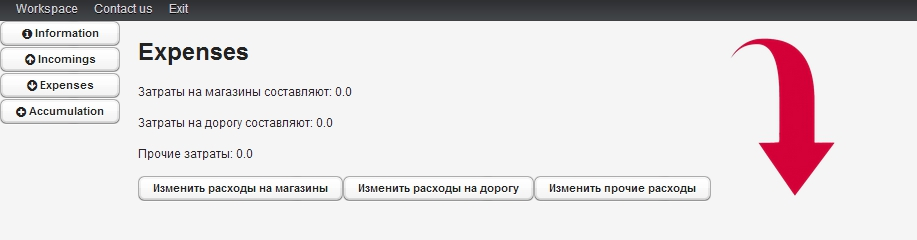 Workspace Contact us Exit
Information
Incomings
Expenses
Accumulation
Expenses
Затраты на магазины составляют: 0.0
Затраты на дорогу составляют: 0.0
Прочие затраты: 0.0
Изменить расходы на магазины Изменить расходы на дорогу Изменить прочие расходы